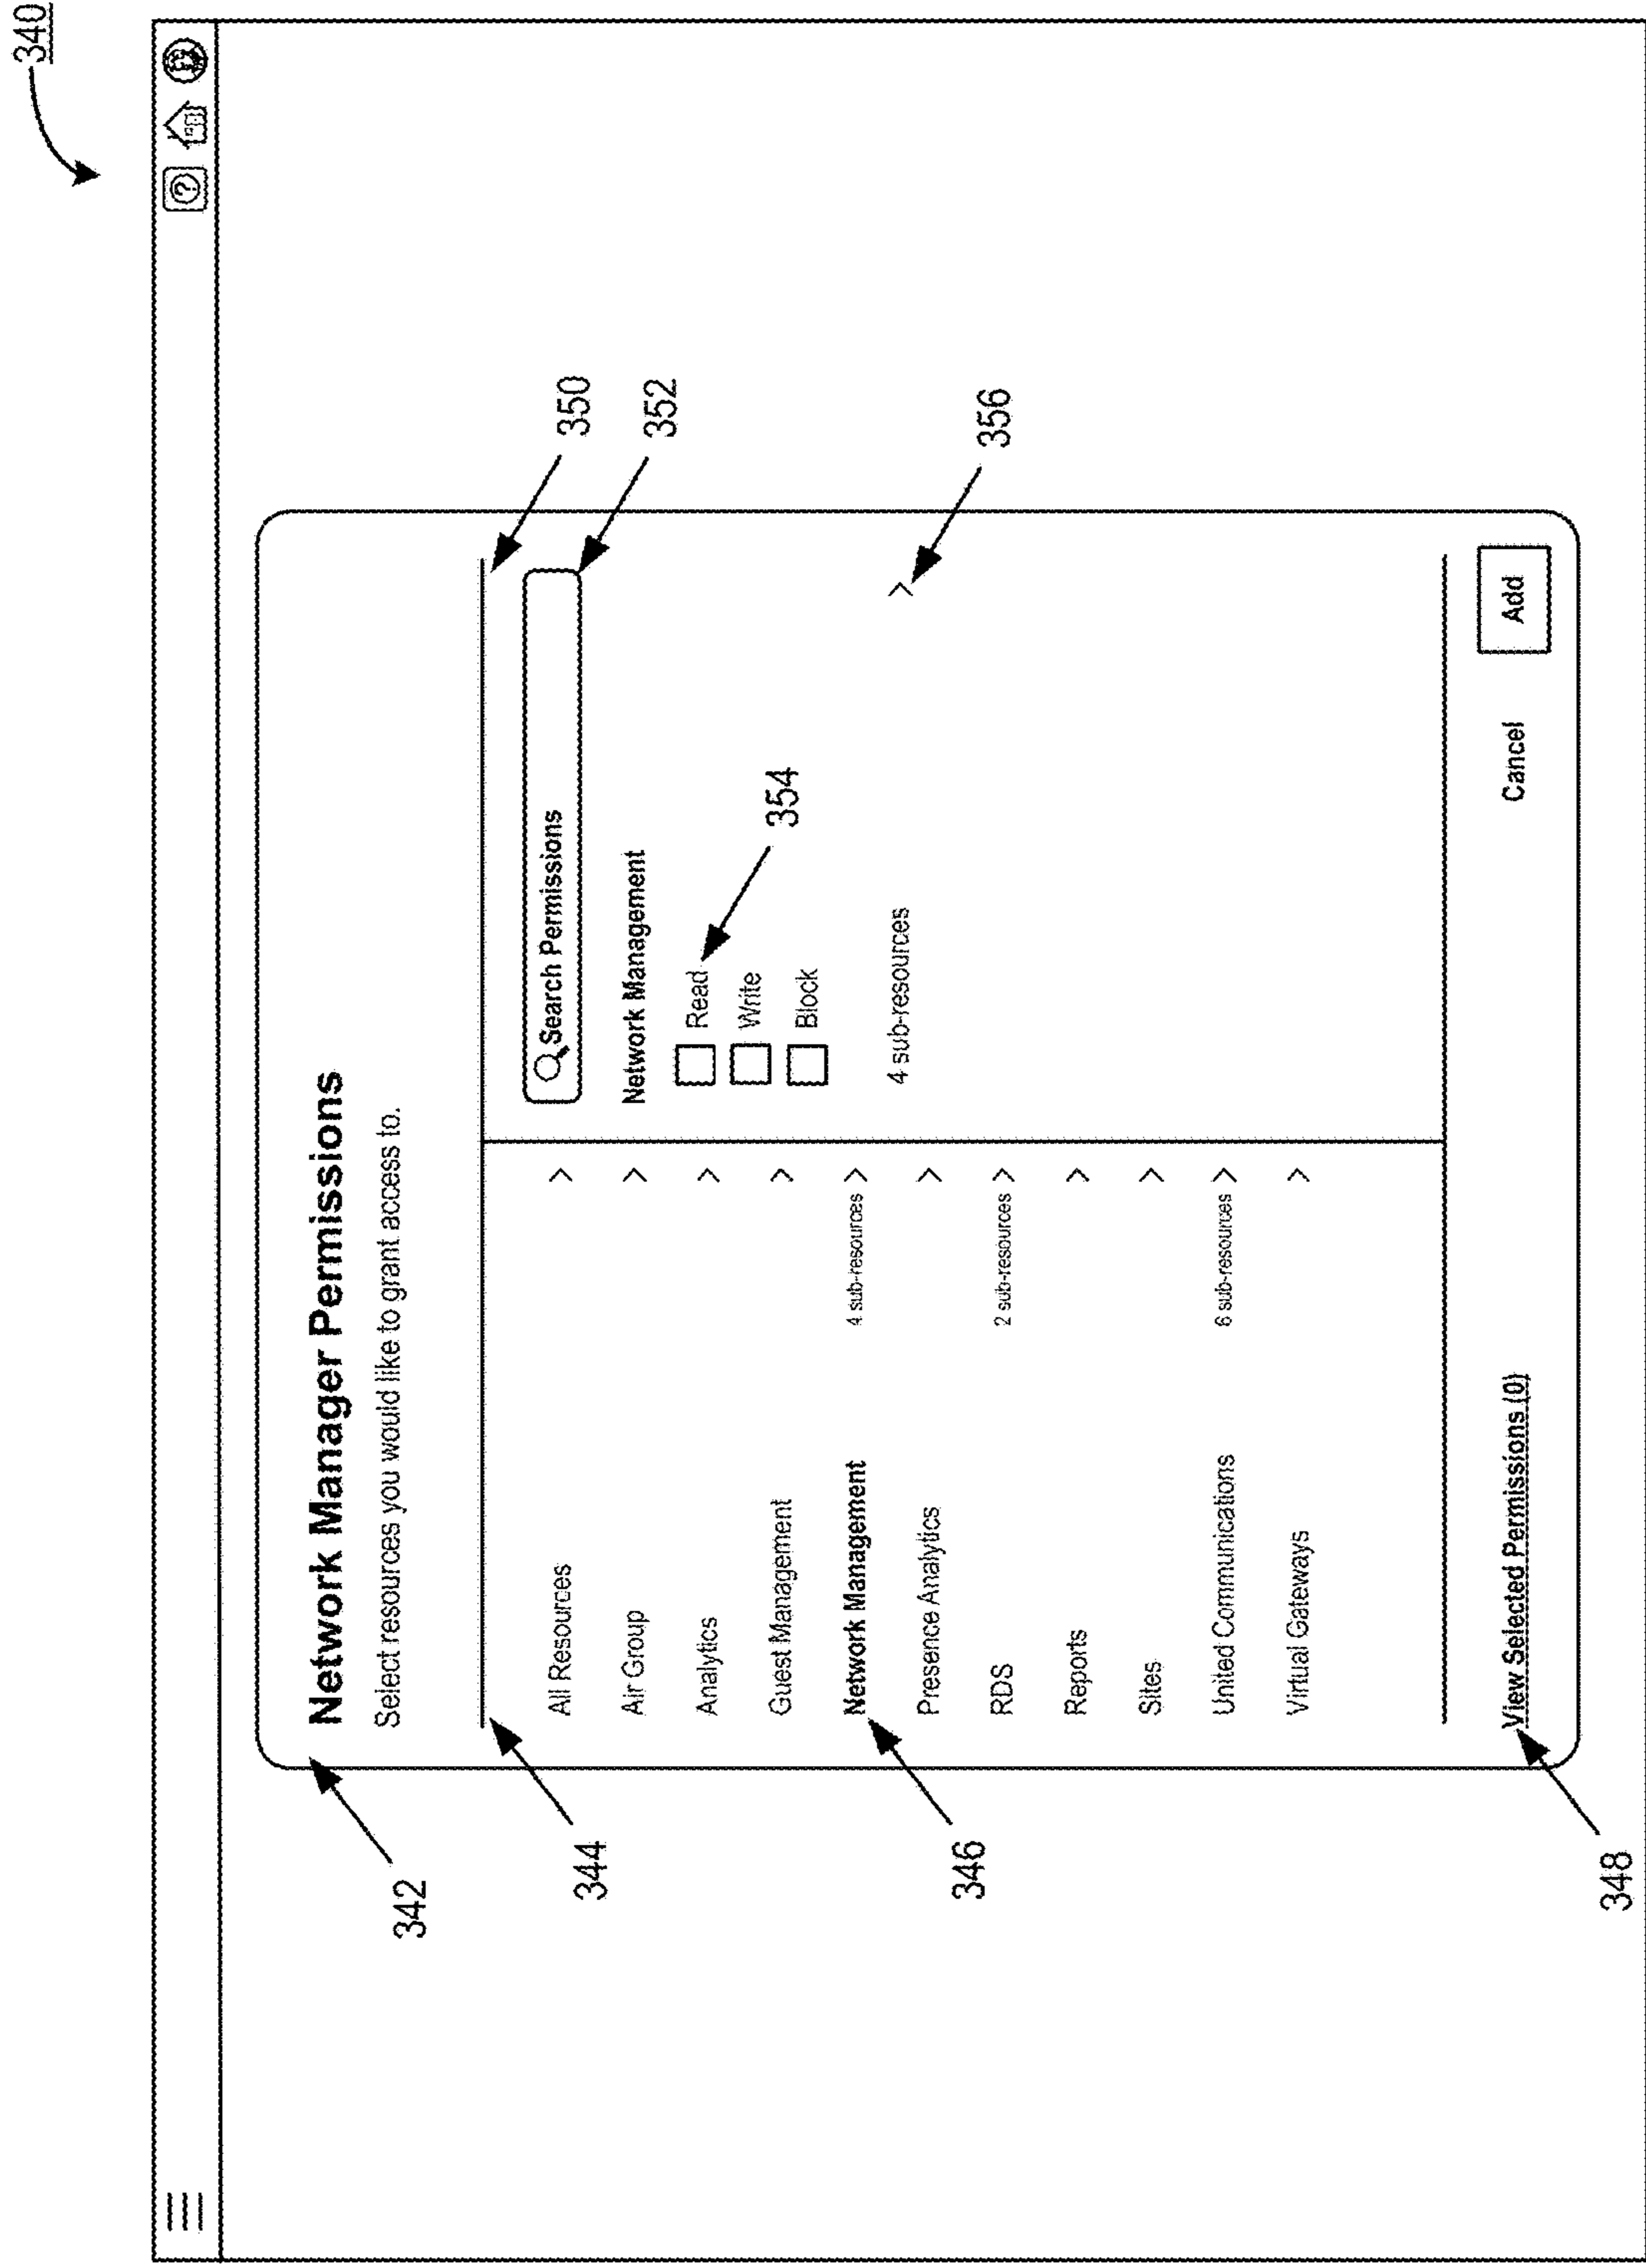 340
?
342
Network Manager Permissions
Select resources you would like to grant access to.
344
350
All Resources >
Air Group >
Analytics >
Guest Management >
Network Management 4 sub-resources >
346
Presence Analytics >
RDS 2 sub-resources >
Reports >
Sites >
United Communications 6 sub-resources >
Virtual Gateways >
Search Permissions
352
Network Management
Read
354
Write
Block
4 sub-resources >
356
View Selected Permissions (0)
348
Cancel
Add